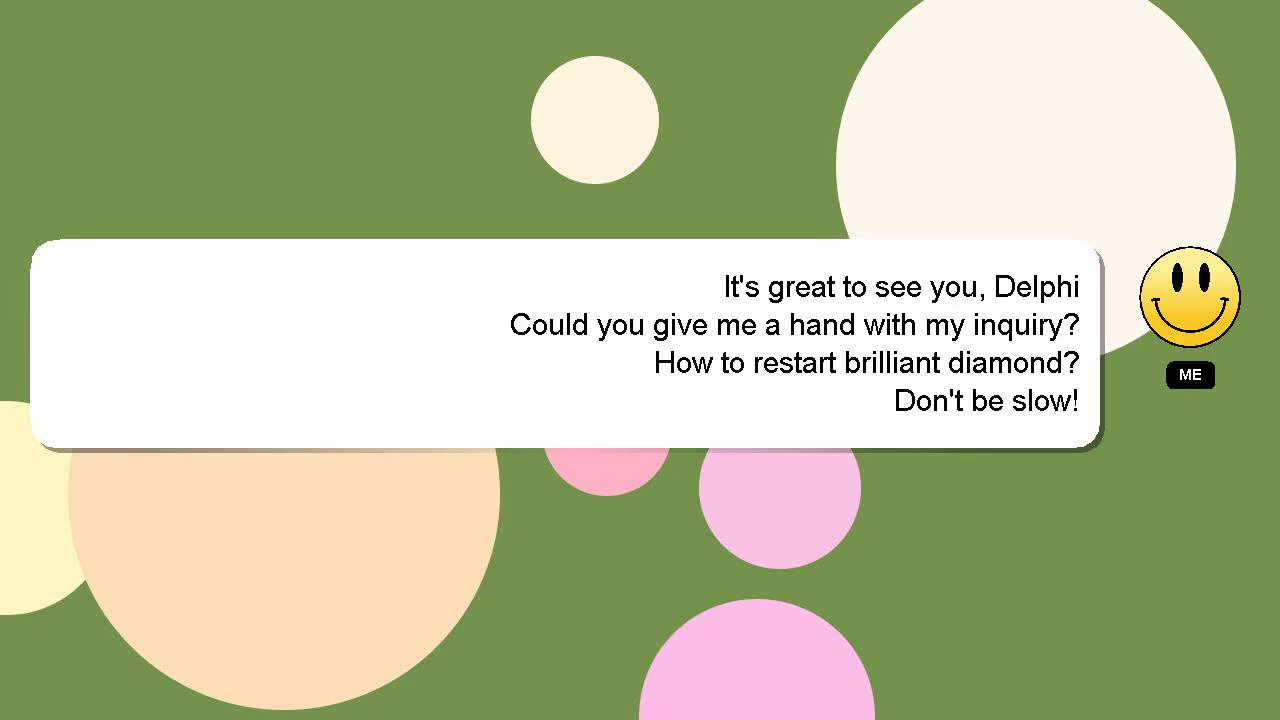 It's great to see you, Delphi
Could you give me a hand with my inquiry?
How to restart brilliant diamond?
Don't be slow!
ME